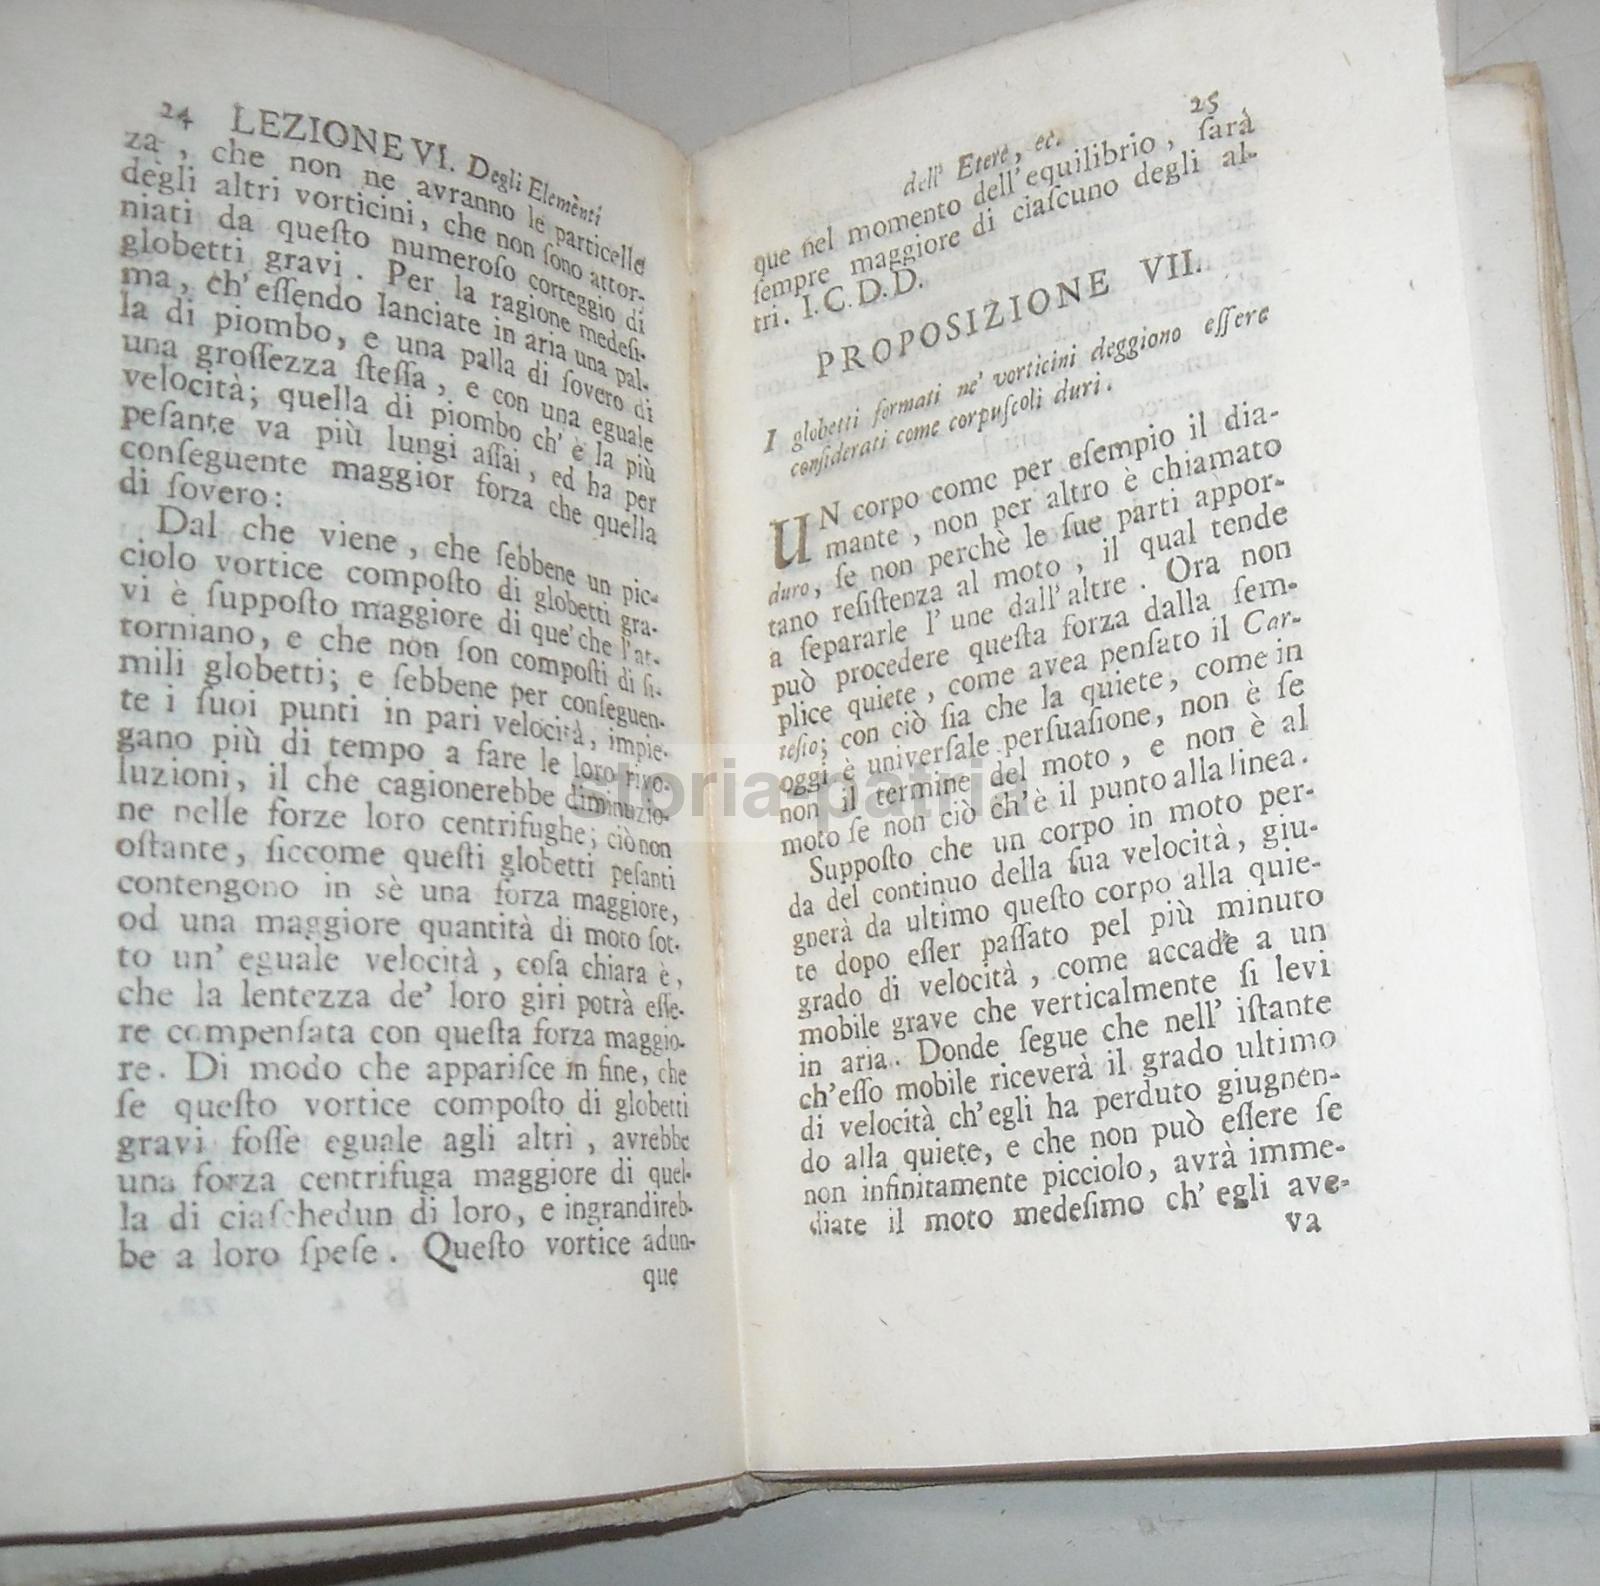 24 LEZIONE VI. Degli Elementi
za, che non ne avranno le particelle
degli altri vorticini, che non ſono attor-
niati da queſto numeroſo corteggio di
globetti gravi. Per la ragione medeſi-
ma, ch'eſſendo lanciate in aria una pal-
la di piombo, e una palla di ſovero di
una groſſezza ſteſſa, e con una eguale
velocità; quella di piombo ch'è la più
peſante va più lungi aſſai, ed ha per
conſeguente maggior forza che quella
di ſovero:
Dal che viene, che ſebbene un pic-
ciolo vortice compoſto di globetti gra-
vi è ſuppoſto maggiore di que' che l'at-
torniano, e che non ſon compoſti di ſi-
mili globetti; e ſebbene per conſeguen-
te i ſuoi punti in pari velocità, impie-
gano più di tempo a fare le loro rivo-
luzioni, il che cagionerebbe diminuzio-
ne nelle forze loro centrifughe; ciò non
oſtante, ſiccome queſti globetti peſanti
contengono in sè una forza maggiore,
od una maggiore quantità di moto ſot-
to un' eguale velocità, coſa chiara è,
che la lentezza de' loro giri potrà eſſe-
re compenſata con queſta forza maggio-
re. Di modo che appariſce in fine, che
ſe queſto vortice compoſto di globetti
gravi foſſe eguale agli altri, avrebbe
una forza centrifuga maggiore di quel-
la di ciaſchedun di loro, e ingrandireb-
be a loro ſpeſe. Queſto vortice adun-
que
dell' Etere, ec. 25
que nel momento dell'equilibrio, ſarà
ſempre maggiore di ciaſcuno degli al-
tri. I.C.D.D.
PROPOSIZIONE VII.
I globetti formati ne' vorticini deggiono eſſere
conſiderati come corpuſcoli duri.
UN corpo come per eſempio il dia-
mante, non per altro è chiamato
duro, ſe non perchè le ſue parti appor-
tano reſiſtenza al moto, il qual tende
a ſepararle l' une dall'altre. Ora non
può procedere queſta forza dalla ſem-
plice quiete, come avea penſato il Car-
teſio; con ciò ſia che la quiete, come in
oggi è univerſale perſuaſione, non è ſe
non il termine del moto, e non è al
moto ſe non ciò ch'è il punto alla linea.
Suppoſto che un corpo in moto per-
da del continuo della ſua velocità, giu-
gnerà da ultimo queſto corpo alla quie-
te dopo eſſer paſſato pel più minuto
grado di velocità, come accade a un
mobile grave che verticalmente ſi levi
in aria. Donde ſegue che nell' iſtante
ch'eſſo mobile riceverà il grado ultimo
di velocità ch'egli ha perduto giugnen-
do alla quiete, e che non può eſſere ſe
non infinitamente picciolo, avrà imme-
diate il moto medeſimo ch' egli ave-
va
storia-patria